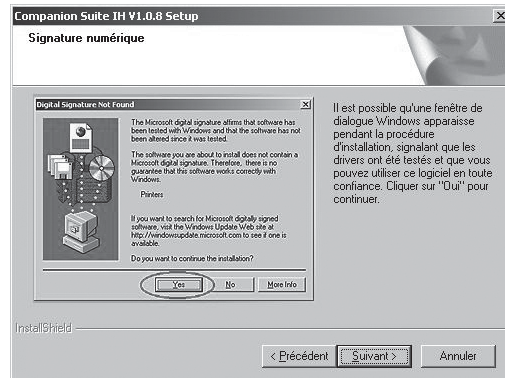 Companion Suite IH V1.0.8 Setup
Signature numérique
Digital Signature Not Found
The Microsoft digital signature affirms that software has
been tested with Windows and that the software has not
been altered since it was tested.
The software you are about to install does not contain a
Microsoft digital signature. Therefore, there is no
guarantee that this software works correctly with
Windows.
Printers
If you want to search for Microsoft digitally signed
software, visit the Windows Update Web site at
http://windowsupdate.microsoft.com to see if one is
available.
Do you want to continue the installation?
Yes
No
More Info
Il est possible qu'une fenêtre de
dialogue Windows apparaisse
pendant la procédure
d'installation, signalant que les
drivers ont été testés et que vous
pouvez utiliser ce logiciel en toute
confiance. Cliquer sur "Oui" pour
continuer.
InstallShield
< Précédent
Suivant >
Annuler